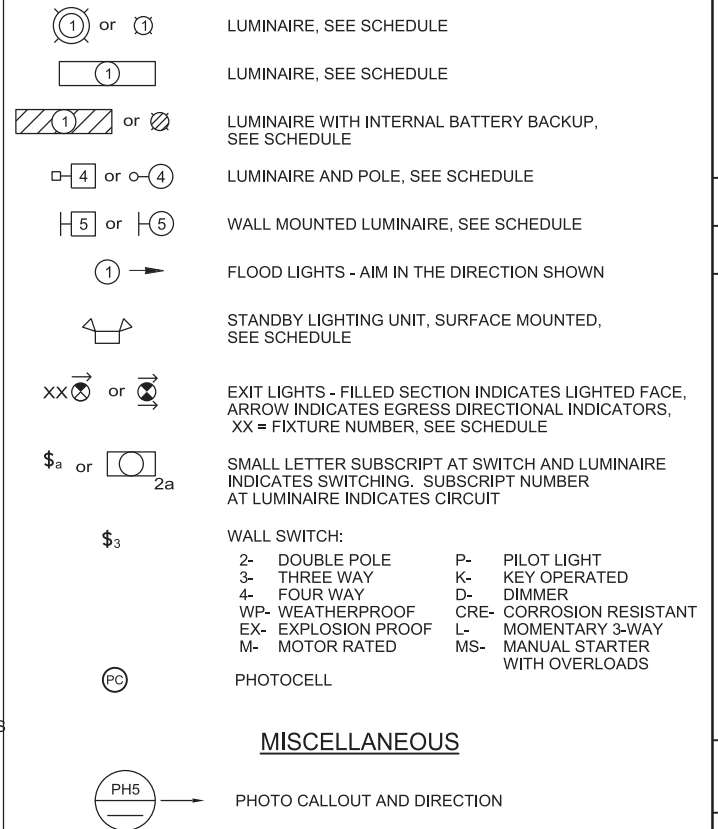 1 or 1 LUMINAIRE, SEE SCHEDULE
1 LUMINAIRE, SEE SCHEDULE
1 or LUMINAIRE WITH INTERNAL BATTERY BACKUP,
SEE SCHEDULE
4 or 4 LUMINAIRE AND POLE, SEE SCHEDULE
5 or 5 WALL MOUNTED LUMINAIRE, SEE SCHEDULE
1 FLOOD LIGHTS - AIM IN THE DIRECTION SHOWN
STANDBY LIGHTING UNIT, SURFACE MOUNTED,
SEE SCHEDULE
XX or EXIT LIGHTS - FILLED SECTION INDICATES LIGHTED FACE,
ARROW INDICATES EGRESS DIRECTIONAL INDICATORS,
XX = FIXTURE NUMBER, SEE SCHEDULE
$a or 2a SMALL LETTER SUBSCRIPT AT SWITCH AND LUMINAIRE
INDICATES SWITCHING. SUBSCRIPT NUMBER
AT LUMINAIRE INDICATES CIRCUIT
$3 WALL SWITCH:
2- DOUBLE POLE P- PILOT LIGHT
3- THREE WAY K- KEY OPERATED
4- FOUR WAY D- DIMMER
WP- WEATHERPROOF CRE- CORROSION RESISTANT
EX- EXPLOSION PROOF L- MOMENTARY 3-WAY
M- MOTOR RATED MS- MANUAL STARTER
WITH OVERLOADS
PC PHOTOCELL
S
MISCELLANEOUS
PH5 PHOTO CALLOUT AND DIRECTION